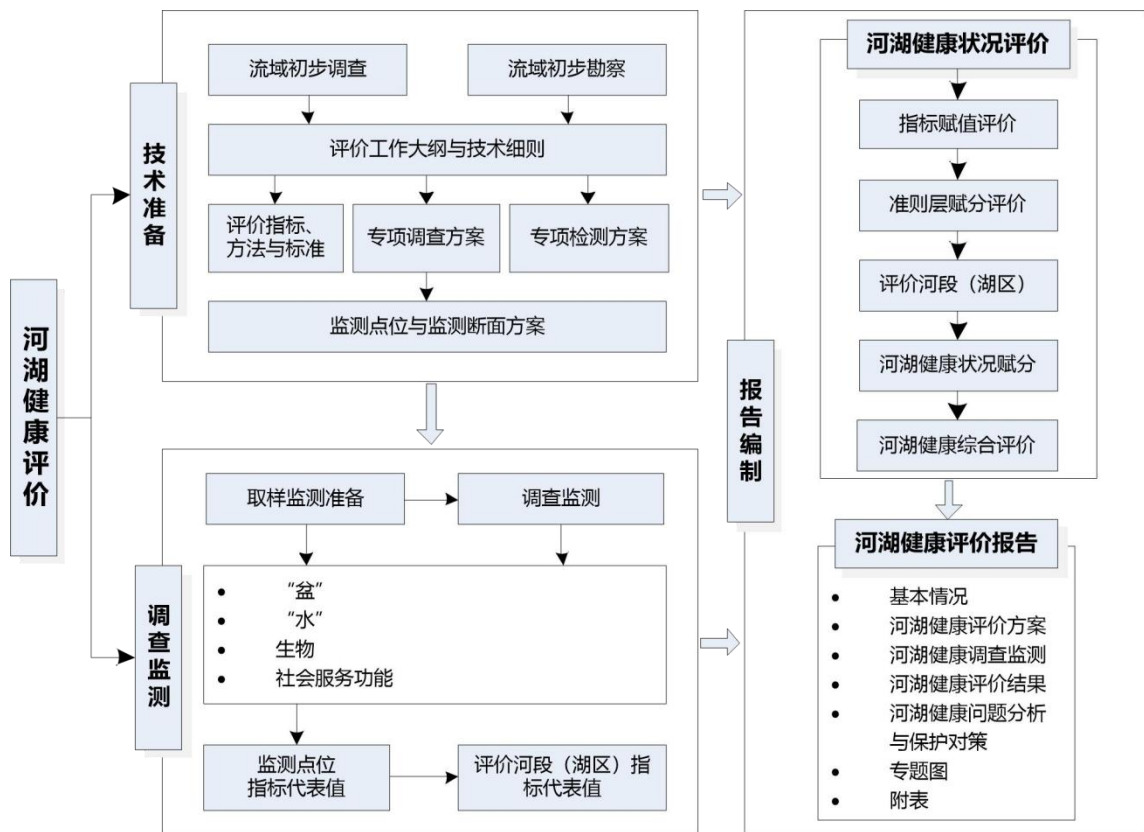 河湖健康评价
技术准备
流域初步调查
流域初步勘察
评价工作大纲与技术细则
评价指标、
方法与标准
专项调查方案
专项检测方案
监测点位与监测断面方案
调查监测
取样监测准备
调查监测
• “盆”
• “水”
• 生物
• 社会服务功能
监测点位
指标代表值
评价河段（湖区）指
标代表值
报告编制
河湖健康状况评价
指标赋值评价
准则层赋分评价
评价河段（湖区）
河湖健康状况赋分
河湖健康综合评价
河湖健康评价报告
• 基本情况
• 河湖健康评价方案
• 河湖健康调查监测
• 河湖健康评价结果
• 河湖健康问题分析
与保护对策
• 专题图
• 附表